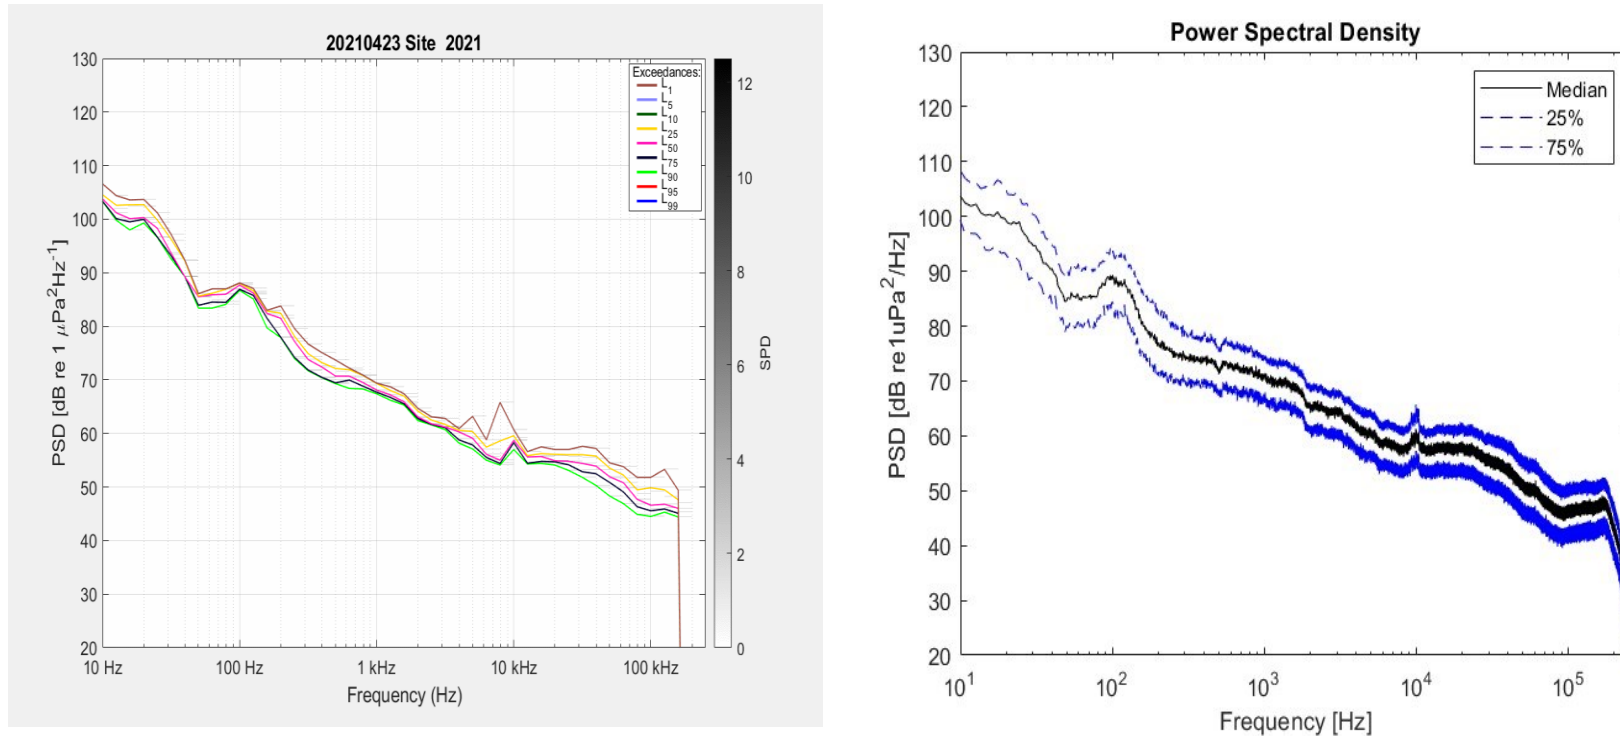 20210423 Site 2021
130
120
110
100
90
80
70
60
50
40
30
20
PSD [dB re 1 μPa²Hz⁻¹]
10 Hz 100 Hz 1 kHz 10 kHz 100 kHz
Frequency (Hz)
Exceedances:
L1
L5
L10
L25
L50
L75
L90
L95
L99
12
10
8
6
4
2
0
SPD
Power Spectral Density
130
120
110
100
90
80
70
60
50
40
30
20
PSD [dB re1uPa²/Hz]
10¹ 10² 10³ 10⁴ 10⁵
Frequency [Hz]
Median
25%
75%